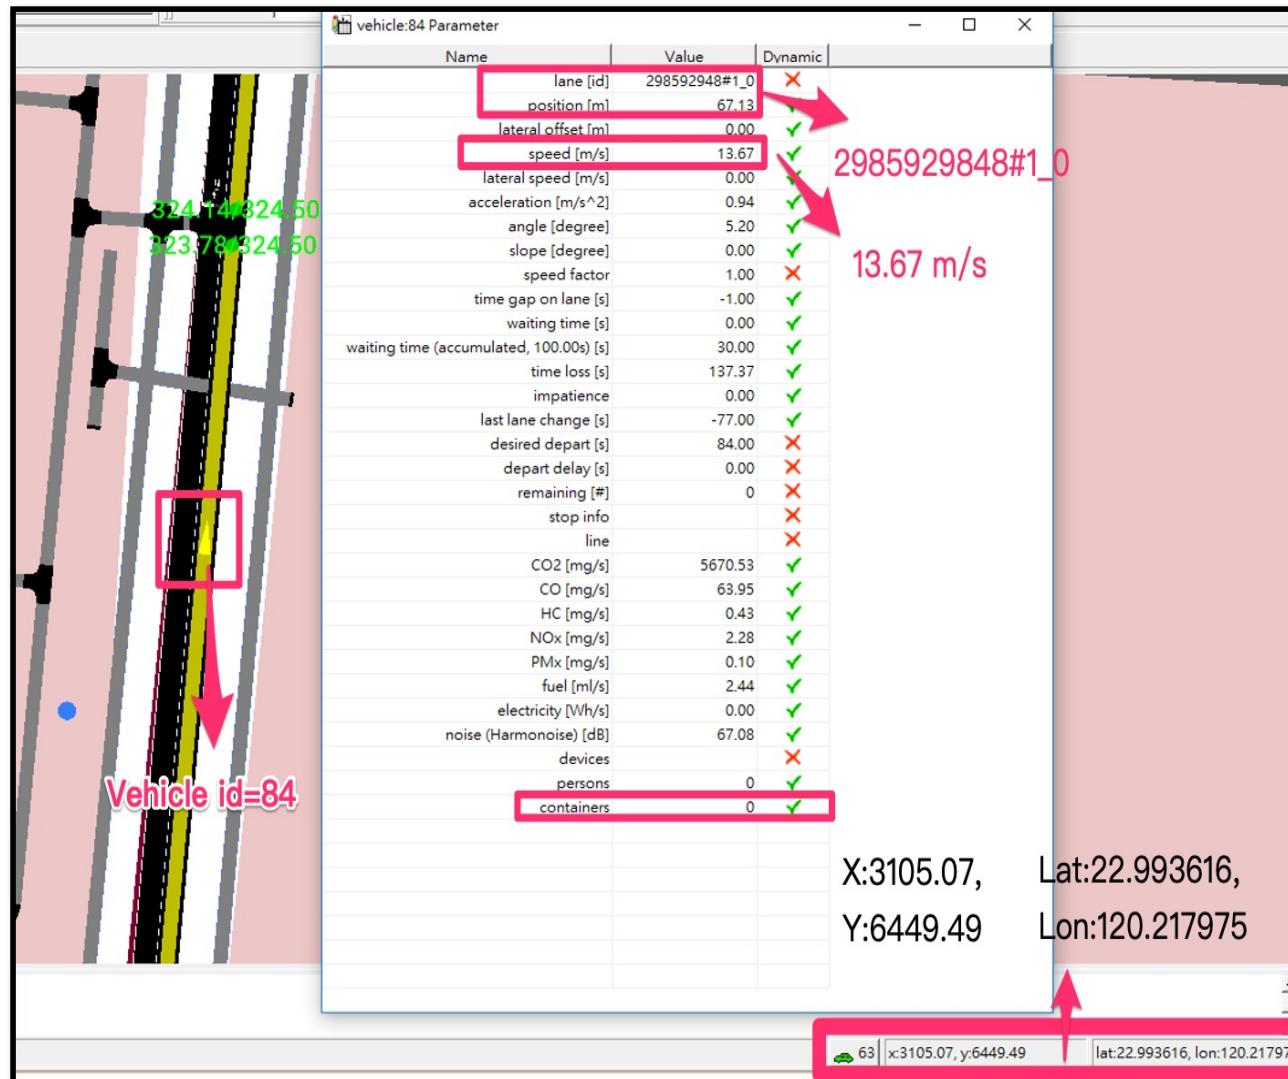 vehicle:84 Parameter
Name Value Dynamic
lane [id] 298592948#1_0
position [m] 67.13
lateral offset [m] 0.00
speed [m/s] 13.67
lateral speed [m/s] 0.00
acceleration [m/s^2] 0.94
angle [degree] 5.20
slope [degree] 0.00
speed factor 1.00
time gap on lane [s] -1.00
waiting time [s] 0.00
waiting time (accumulated, 100.00s) [s] 30.00
time loss [s] 137.37
impatience 0.00
last lane change [s] -77.00
desired depart [s] 84.00
depart delay [s] 0.00
remaining [#] 0
stop info
line
CO2 [mg/s] 5670.53
CO [mg/s] 63.95
HC [mg/s] 0.43
NOx [mg/s] 2.28
PMx [mg/s] 0.10
fuel [ml/s] 2.44
electricity [Wh/s] 0.00
noise (Harmonoise) [dB] 67.08
devices
persons 0
containers 0
2985929848#1_0
13.67 m/s
324.50
324.50
Vehicle id=84
X:3105.07, Lat:22.993616,
Y:6449.49 Lon:120.217975
63 x:3105.07, y:6449.49 lat:22.993616, lon:120.21797